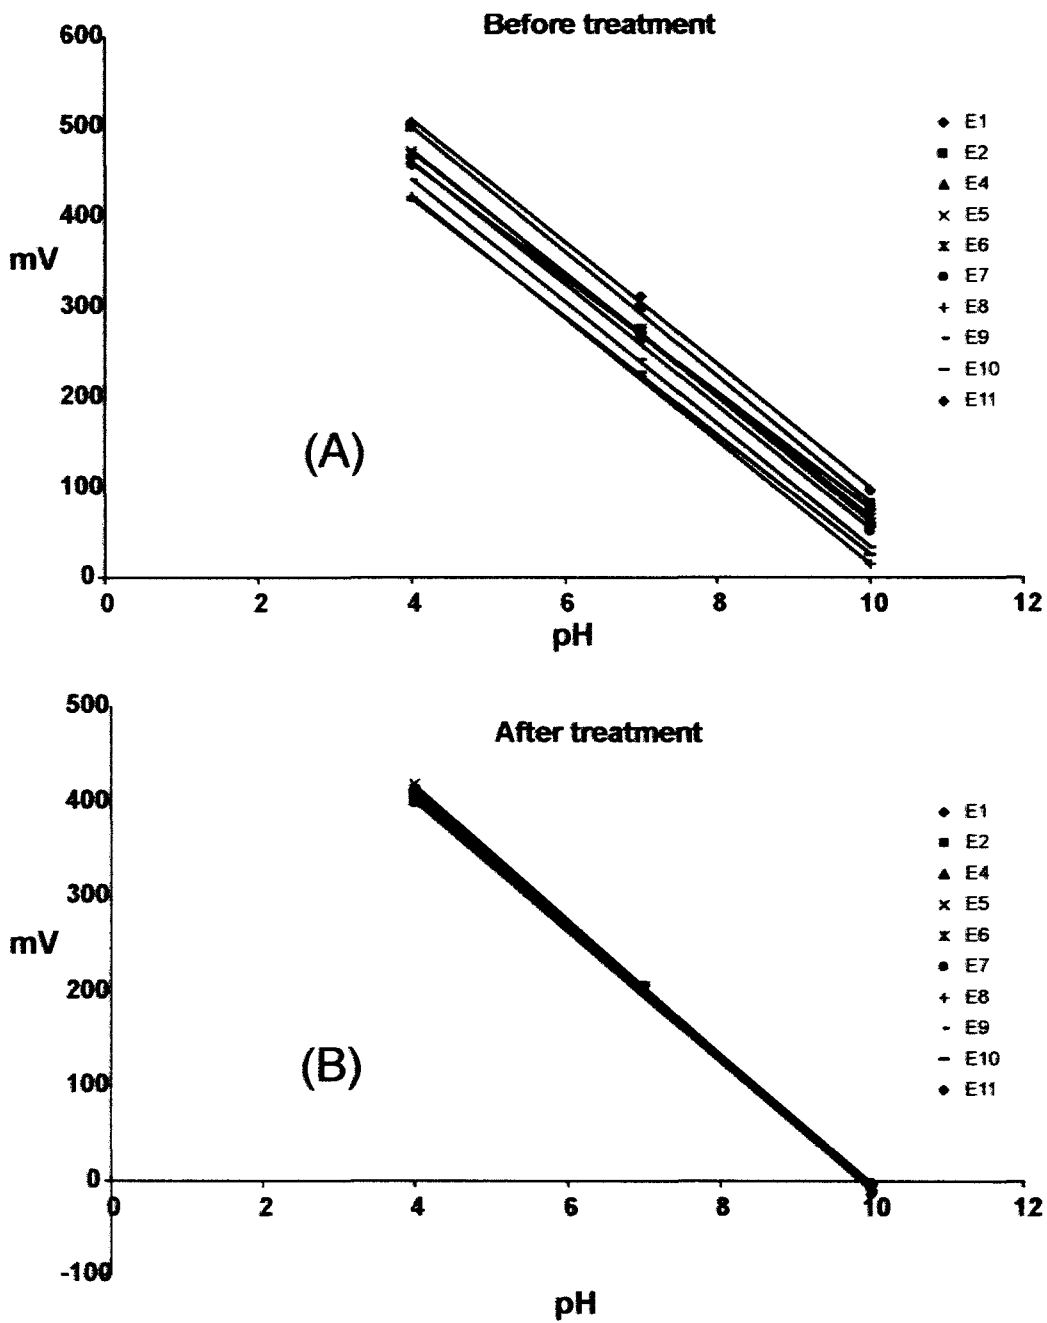 Before treatment
600
500
400
300
200
100
0
mV
(A)
0 2 4 6 8 10 12
pH
E1
E2
E4
E5
E6
E7
E8
E9
E10
E11
After treatment
500
400
300
200
100
0
-100
mV
(B)
0 2 4 6 8 10 12
pH
E1
E2
E4
E5
E6
E7
E8
E9
E10
E11